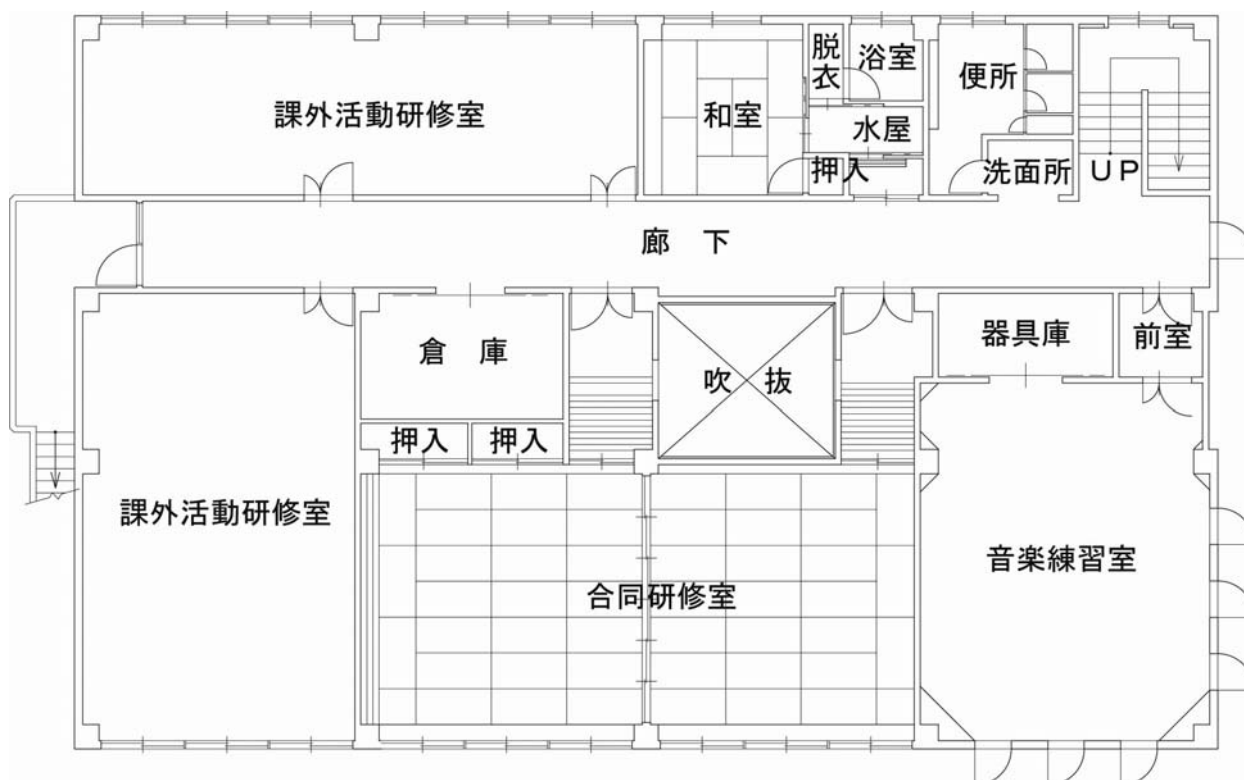 課外活動研修室
和室
脱衣
浴室
水屋
押入
便所
洗面所
UP
廊 下
倉 庫
吹 抜
器具庫
前室
押入
押入
課外活動研修室
合同研修室
音楽練習室